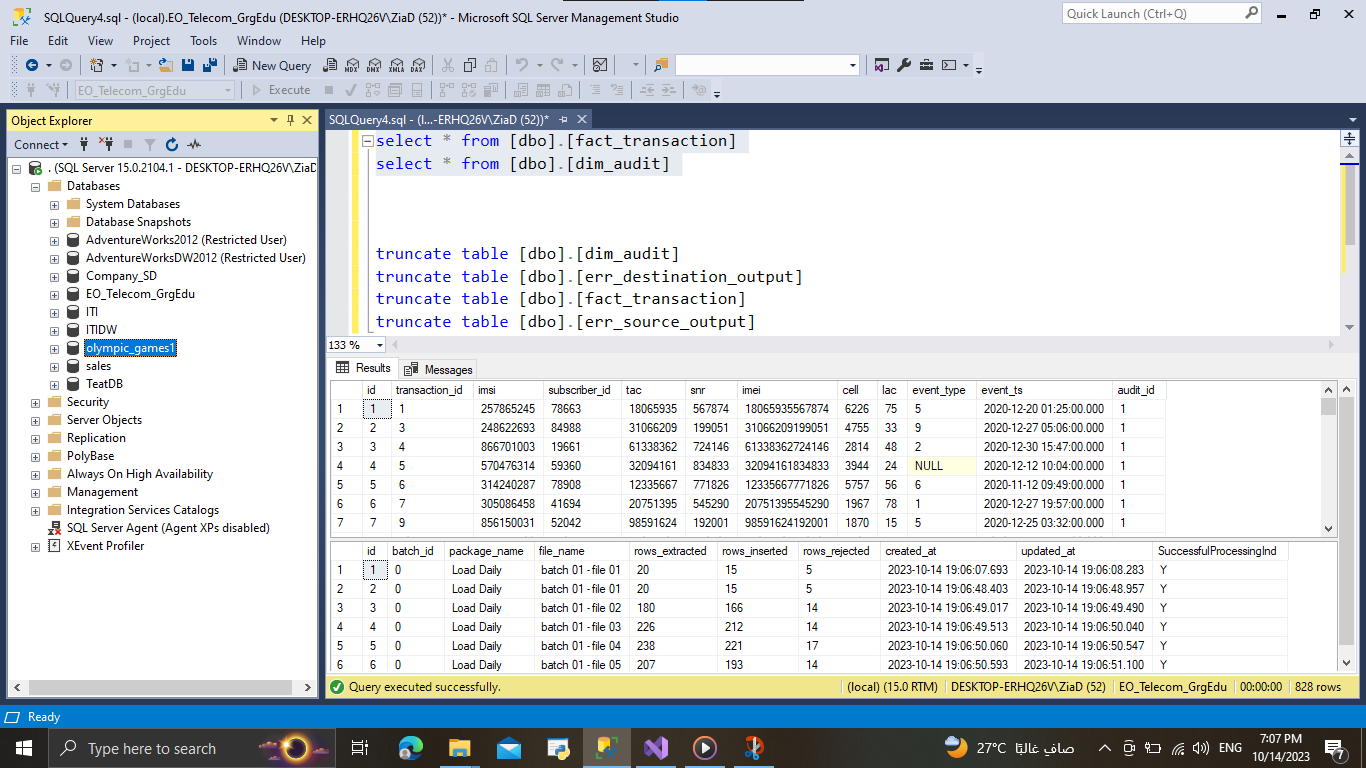 SQLQuery4.sql - (local).EO_Telecom_GrgEdu (DESKTOP-ERHQ26V\ZiaD (52))* - Microsoft SQL Server Management Studio
Quick Launch (Ctrl+Q)
File Edit View Project Tools Window Help
New Query MDX DMX XMLA DAX
EO_Telecom_GrgEdu Execute
Object Explorer
Connect
. (SQL Server 15.0.2104.1 - DESKTOP-ERHQ26V\ZiaD
Databases
System Databases
Database Snapshots
AdventureWorks2012 (Restricted User)
AdventureWorksDW2012 (Restricted User)
Company_SD
EO_Telecom_GrgEdu
ITI
ITIDW
olympic_games1
sales
TeatDB
Security
Server Objects
Replication
PolyBase
Always On High Availability
Management
Integration Services Catalogs
SQL Server Agent (Agent XPs disabled)
XEvent Profiler
SQLQuery4.sql - (l...-ERHQ26V\ZiaD (52))*
select * from [dbo].[fact_transaction]
select * from [dbo].[dim_audit]
truncate table [dbo].[dim_audit]
truncate table [dbo].[err_destination_output]
truncate table [dbo].[fact_transaction]
truncate table [dbo].[err_source_output]
133 %
Results Messages
id transaction_id imsi subscriber_id tac snr imei cell lac event_type event_ts audit_id
1 1 1 257865245 78663 18065935 567874 18065935567874 6226 75 5 2020-12-20 01:25:00.000 1
2 2 3 248622693 84988 31066209 199051 31066209199051 4755 33 9 2020-12-27 05:06:00.000 1
3 3 4 866701003 19661 61338362 724146 61338362724146 2814 48 2 2020-12-30 15:47:00.000 1
4 4 5 570476314 59360 32094161 834833 32094161834833 3944 24 NULL 2020-12-12 10:04:00.000 1
5 5 6 314240287 78908 12335667 771826 12335667771826 5757 56 6 2020-11-12 09:49:00.000 1
6 6 7 305086458 41694 20751395 545290 20751395545290 1967 78 1 2020-12-27 19:57:00.000 1
7 7 9 856150031 52042 98591624 192001 98591624192001 1870 15 5 2020-12-25 03:32:00.000 1
id batch_id package_name file_name rows_extracted rows_inserted rows_rejected created_at updated_at SuccessfulProcessingInd
1 1 0 Load Daily batch 01 - file 01 20 15 5 2023-10-14 19:06:07.693 2023-10-14 19:06:08.283 Y
2 2 0 Load Daily batch 01 - file 01 20 15 5 2023-10-14 19:06:48.403 2023-10-14 19:06:48.957 Y
3 3 0 Load Daily batch 01 - file 02 180 166 14 2023-10-14 19:06:49.017 2023-10-14 19:06:49.490 Y
4 4 0 Load Daily batch 01 - file 03 226 212 14 2023-10-14 19:06:49.513 2023-10-14 19:06:50.040 Y
5 5 0 Load Daily batch 01 - file 04 238 221 17 2023-10-14 19:06:50.060 2023-10-14 19:06:50.547 Y
6 6 0 Load Daily batch 01 - file 05 207 193 14 2023-10-14 19:06:50.593 2023-10-14 19:06:51.100 Y
Query executed successfully. (local) (15.0 RTM) DESKTOP-ERHQ26V\ZiaD (52) EO_Telecom_GrgEdu 00:00:00 828 rows
Ready
Type here to search
27°C صافٍ غالبًا ENG 7:07 PM
10/14/2023
7